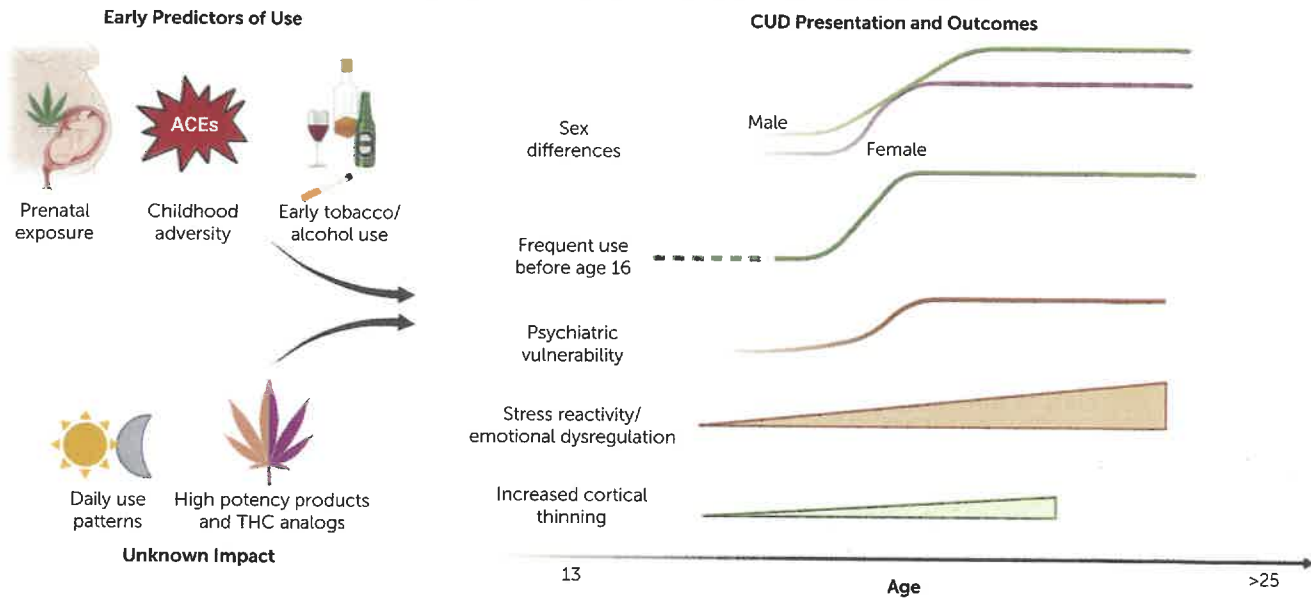 Early Predictors of Use
ACEs
Prenatal
exposure
Childhood
adversity
Early tobacco/
alcohol use
Daily use
patterns
High potency products
and THC analogs
Unknown Impact
CUD Presentation and Outcomes
Sex
differences
Male
Female
Frequent use
before age 16
Psychiatric
vulnerability
Stress reactivity/
emotional dysregulation
Increased cortical
thinning
13
Age
>25